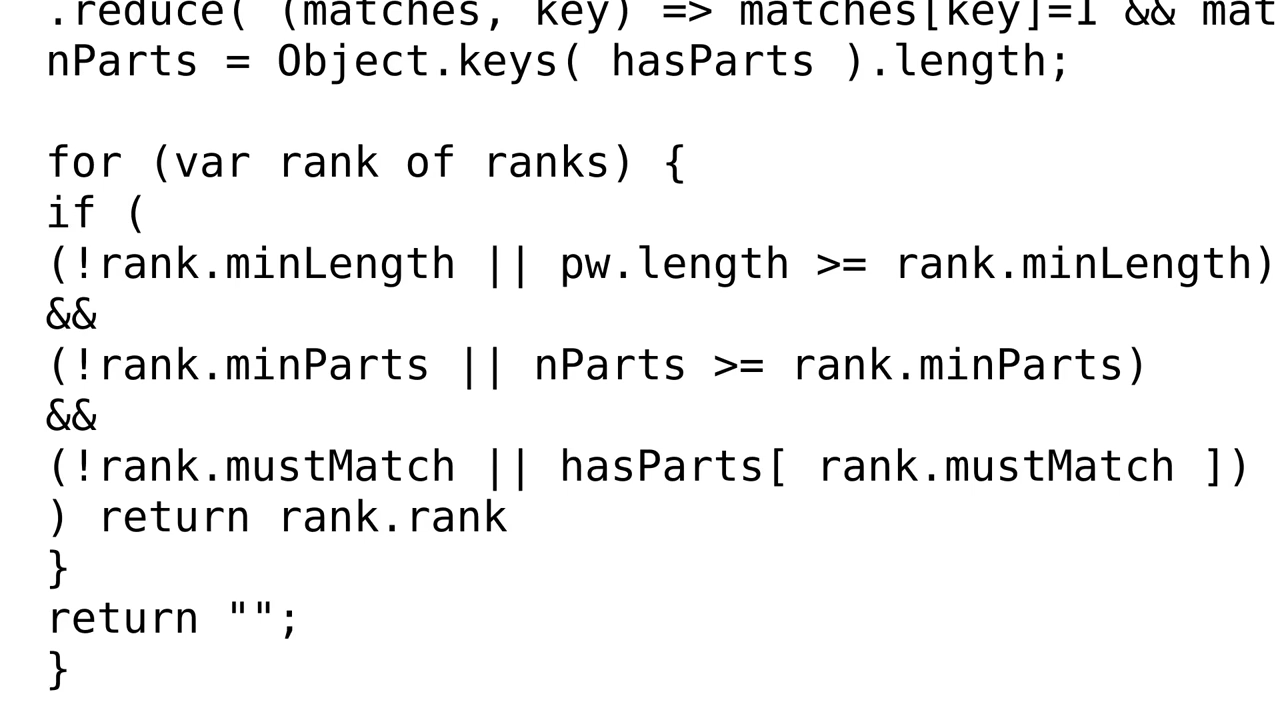 .reduce( (matches, key) => matches[key]=1 && mat
nParts = Object.keys( hasParts ).length;
for (var rank of ranks) {
if (
(!rank.minLength || pw.length >= rank.minLength)
&&
(!rank.minParts || nParts >= rank.minParts)
&&
(!rank.mustMatch || hasParts[ rank.mustMatch ])
) return rank.rank
}
return "";
}